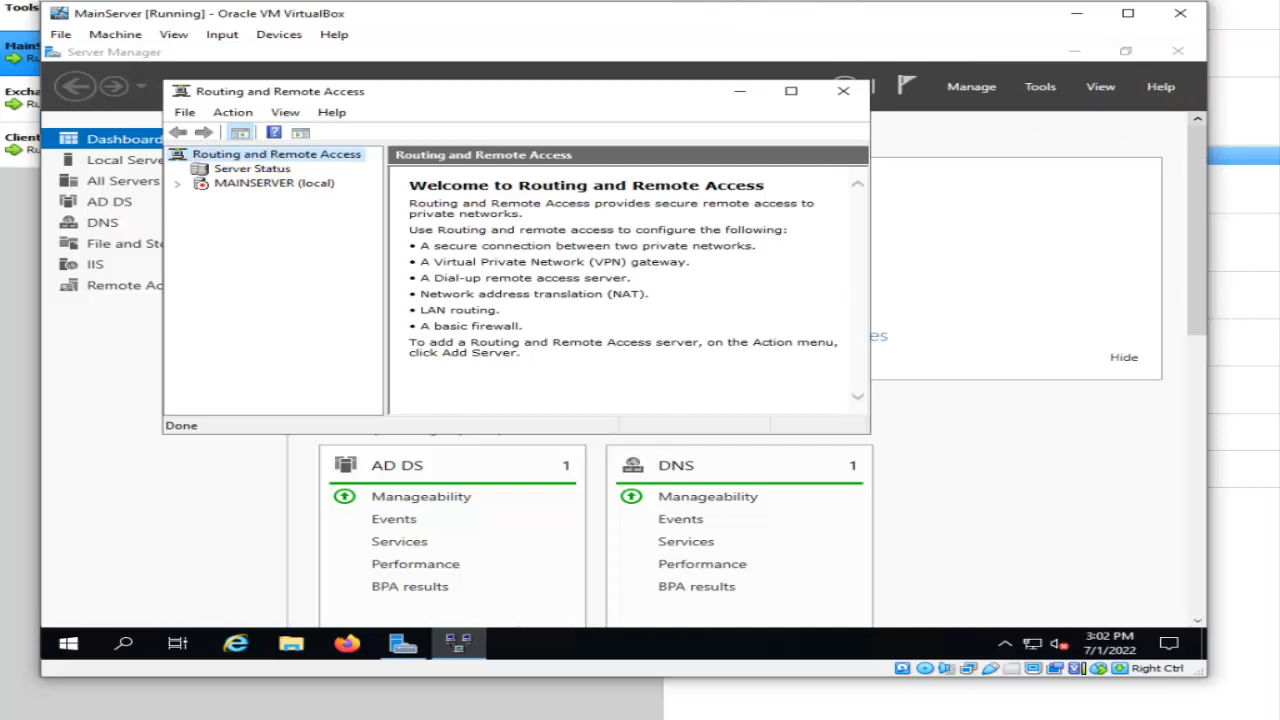 Tools
MainS
Ru
Excha
Ru
Client
Ru
MainServer [Running] - Oracle VM VirtualBox
File Machine View Input Devices Help
Server Manager
Manage Tools View Help
Dashboard
Local Serve
All Servers
AD DS
DNS
File and Sto
IIS
Remote Ac
Routing and Remote Access
File Action View Help
Routing and Remote Access
Server Status
MAINSERVER (local)
Routing and Remote Access
Welcome to Routing and Remote Access
Routing and Remote Access provides secure remote access to
private networks.
Use Routing and remote access to configure the following:
• A secure connection between two private networks.
• A Virtual Private Network (VPN) gateway.
• A Dial-up remote access server.
• Network address translation (NAT).
• LAN routing.
• A basic firewall.
To add a Routing and Remote Access server, on the Action menu,
click Add Server.
Done
es
Hide
AD DS 1
Manageability
Events
Services
Performance
BPA results
DNS 1
Manageability
Events
Services
Performance
BPA results
3:02 PM
7/1/2022
Right Ctrl